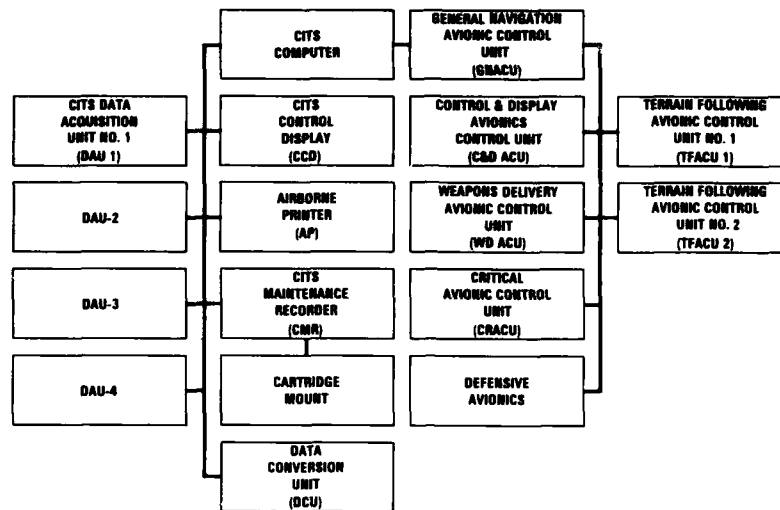 CITS
COMPUTER
GENERAL NAVIGATION
AVIONIC CONTROL
UNIT
(GNACU)
CITS DATA
ACQUISITION
UNIT NO. 1
(DAU 1)
CITS
CONTROL
DISPLAY
(CCD)
CONTROL & DISPLAY
AVIONICS
CONTROL UNIT
(C&D ACU)
TERRAIN FOLLOWING
AVIONIC CONTROL
UNIT NO. 1
(TFACU 1)
DAU-2
AIRBORNE
PRINTER
(AP)
WEAPONS DELIVERY
AVIONIC CONTROL
UNIT
(WD ACU)
TERRAIN FOLLOWING
AVIONIC CONTROL
UNIT NO. 2
(TFACU 2)
DAU-3
CITS
MAINTENANCE
RECORDER
(CMR)
CRITICAL
AVIONIC CONTROL
UNIT
(CRACU)
DAU-4
CARTRIDGE
MOUNT
DEFENSIVE
AVIONICS
DATA
CONVERSION
UNIT
(DCU)